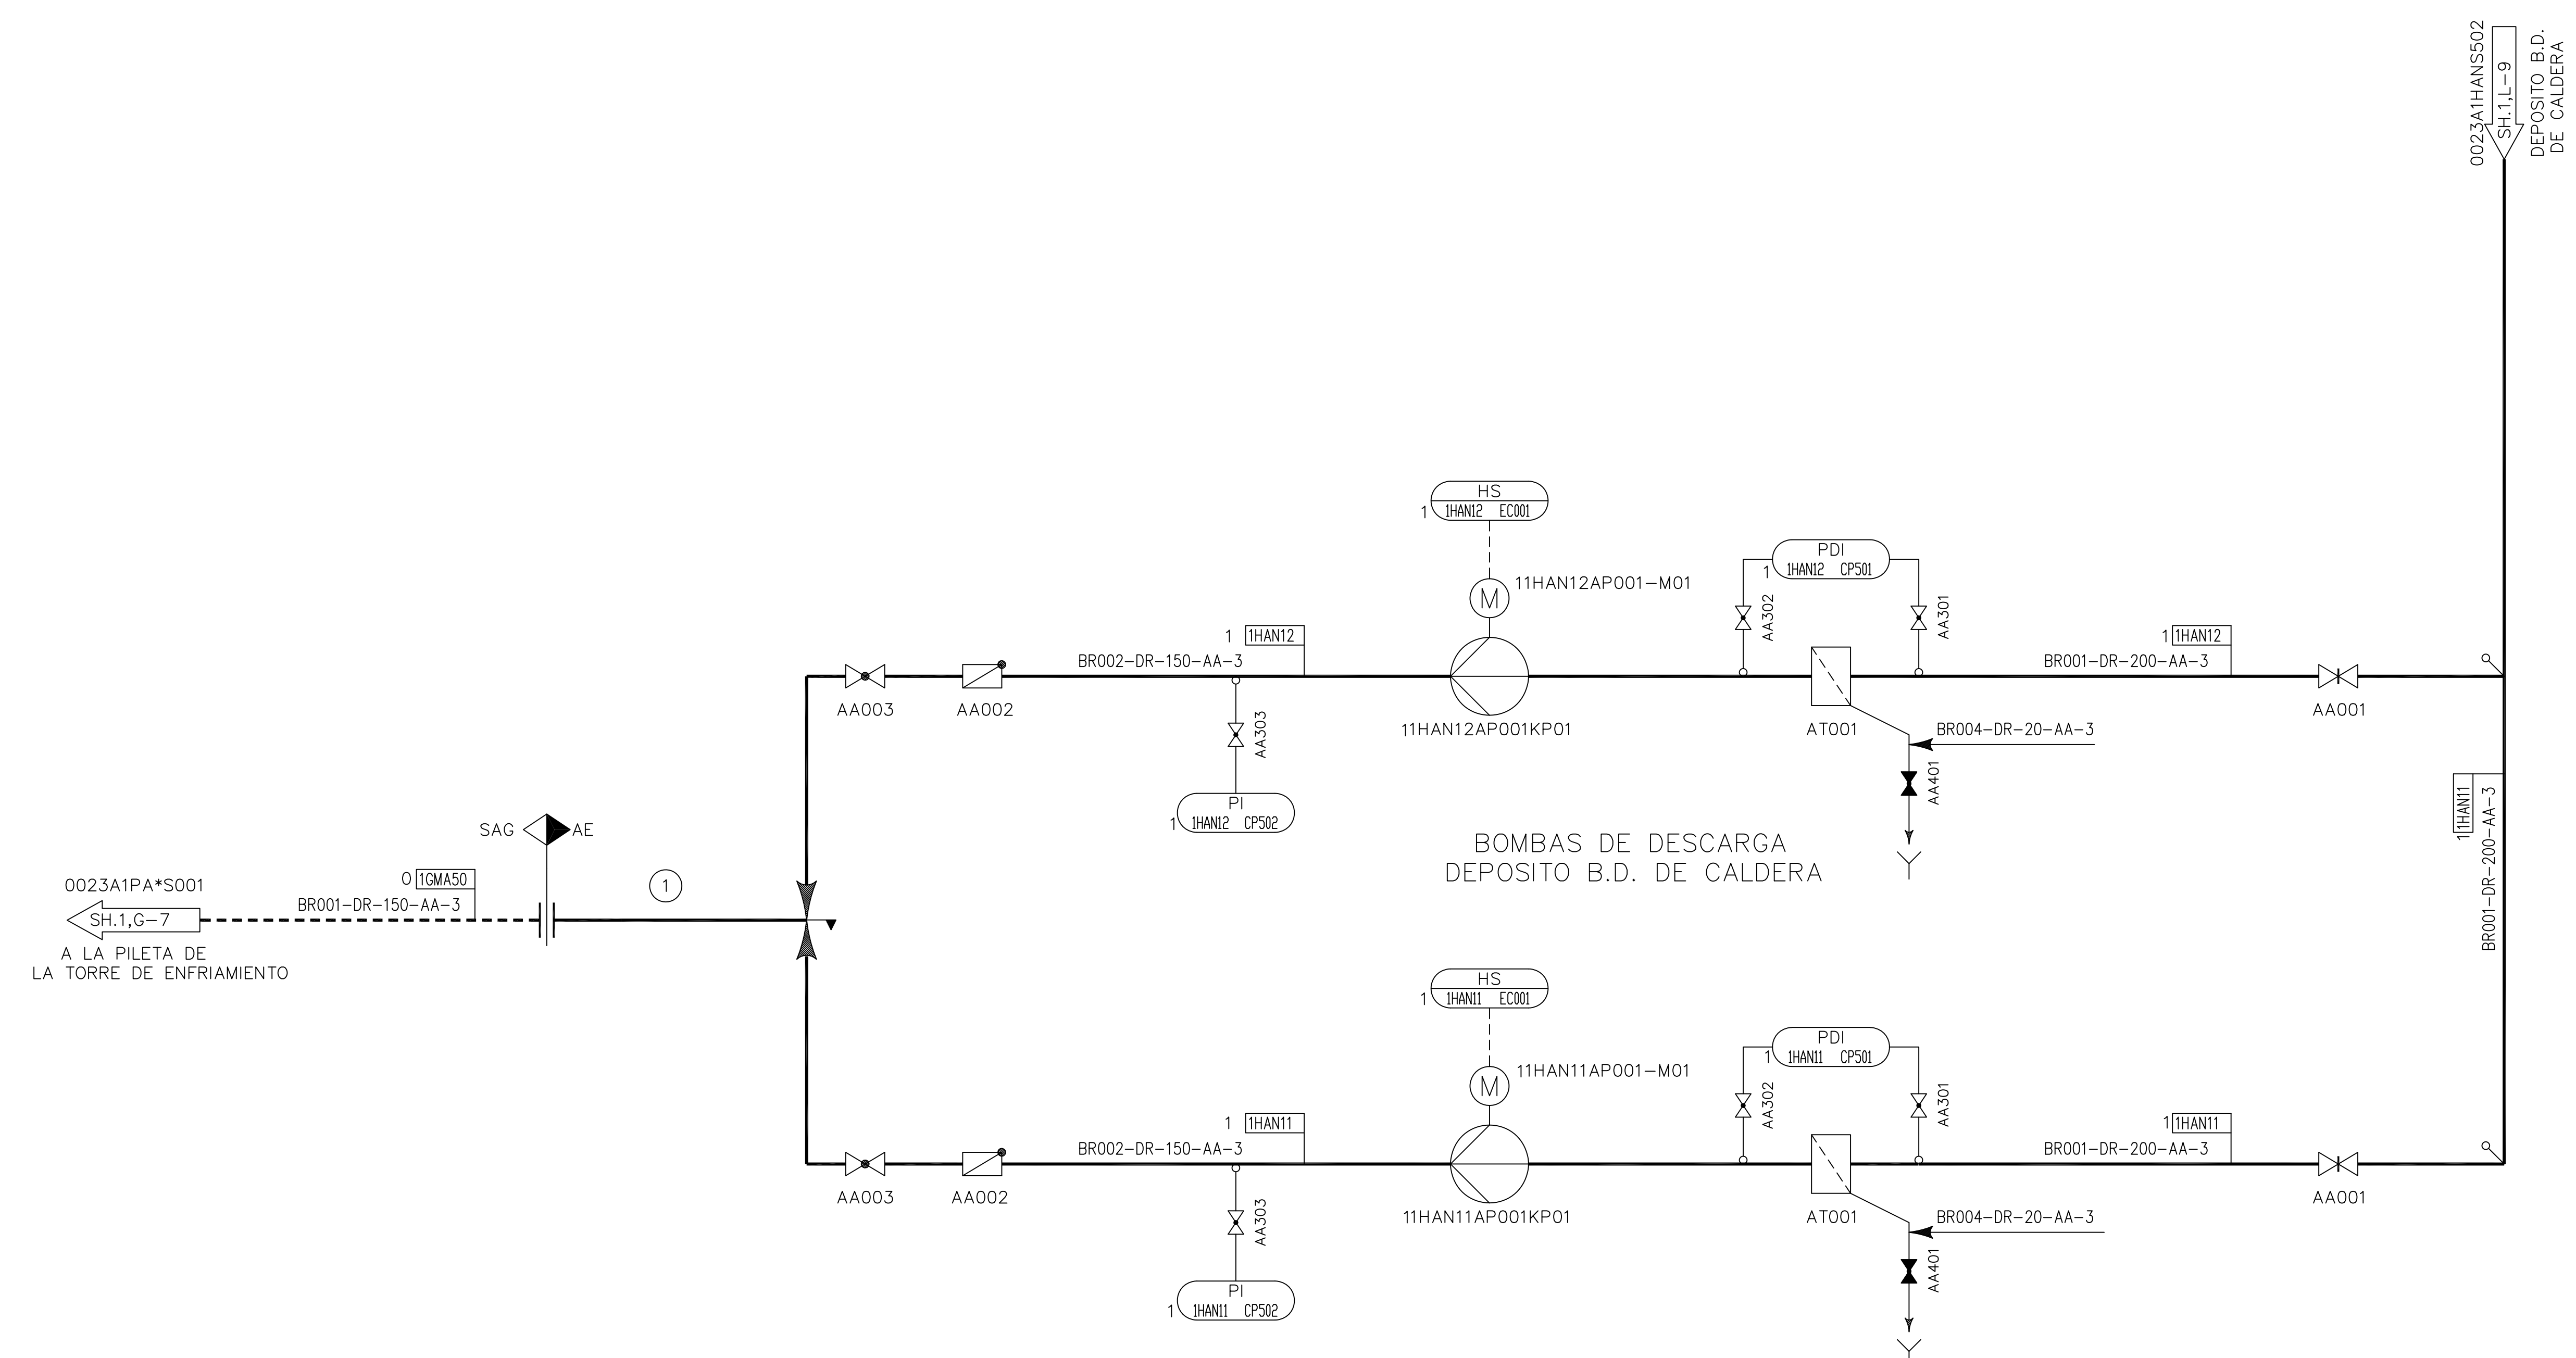 0023A1HANS502
SH.1,L-9
DEPOSITO B.D.
DE CALDERA
HS
1
1HAN12 EC001
11HAN12AP001-M01
M
PDI
1
1HAN12 CP501
AA302
AA301
1 1HAN12
BR002-DR-150-AA-3
1 1HAN12
BR001-DR-200-AA-3
AA003
AA002
AA303
11HAN12AP001KP01
AT001
BR004-DR-20-AA-3
AA401
AA001
PI
1
1HAN12 CP502
1 1HAN11
BR001-DR-200-AA-3
BOMBAS DE DESCARGA
DEPOSITO B.D. DE CALDERA
SAG
AE
0 1GMA50
1
0023A1PA*S001
BR001-DR-150-AA-3
SH.1,G-7
A LA PILETA DE
LA TORRE DE ENFRIAMIENTO
HS
1
1HAN11 EC001
11HAN11AP001-M01
M
PDI
1
1HAN11 CP501
AA302
AA301
1 1HAN11
BR002-DR-150-AA-3
1 1HAN11
BR001-DR-200-AA-3
AA003
AA002
AA303
11HAN11AP001KP01
AT001
BR004-DR-20-AA-3
AA401
AA001
PI
1
1HAN11 CP502